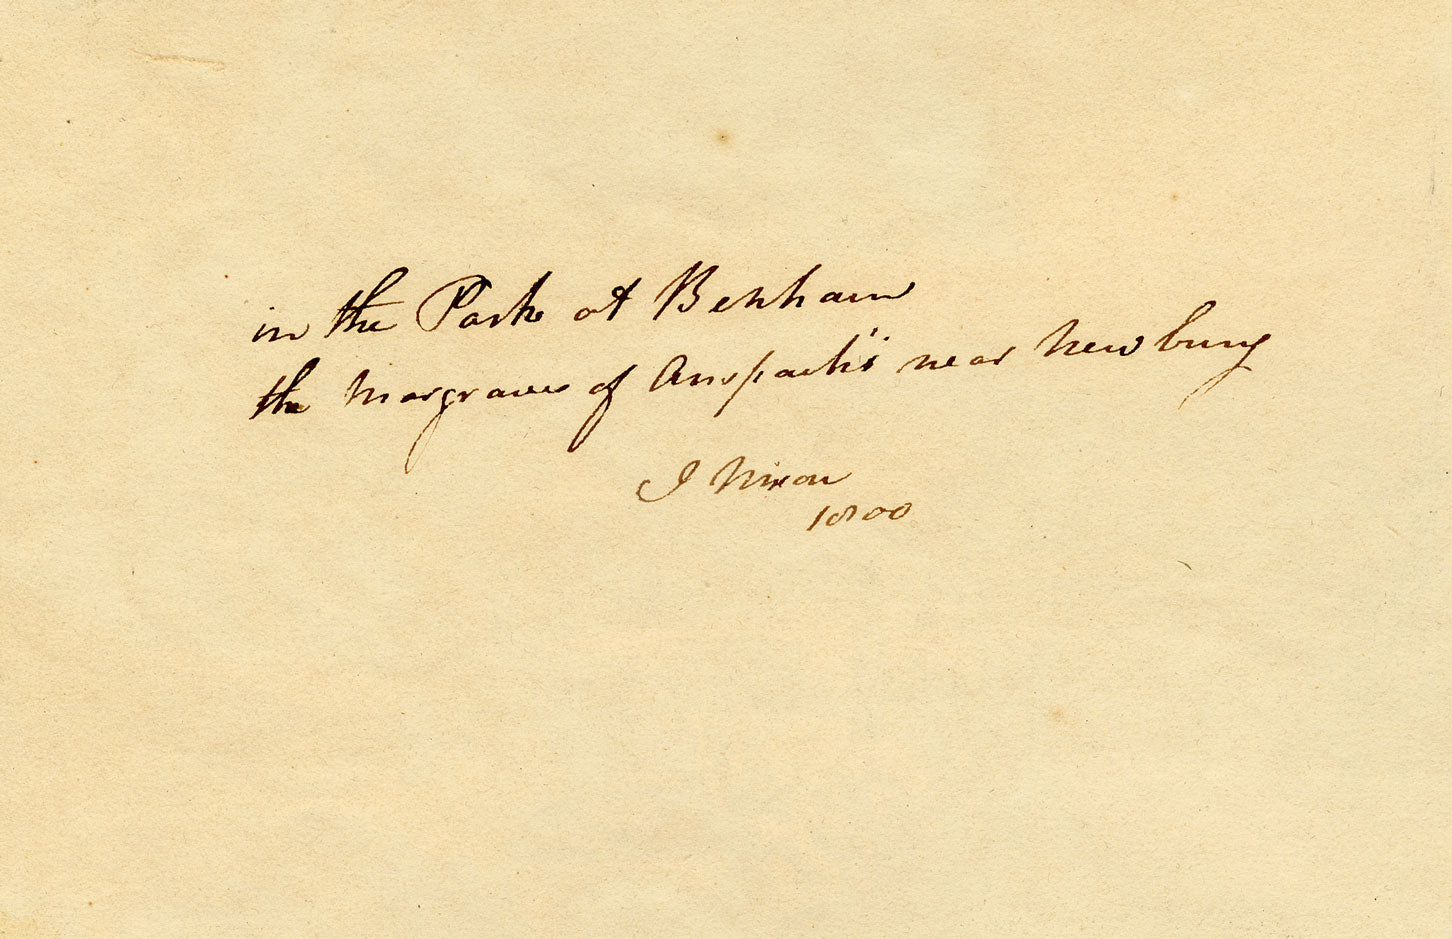 in the Park at Benham
the Margrave of Anspach's near Newbury
J Nixon
1800